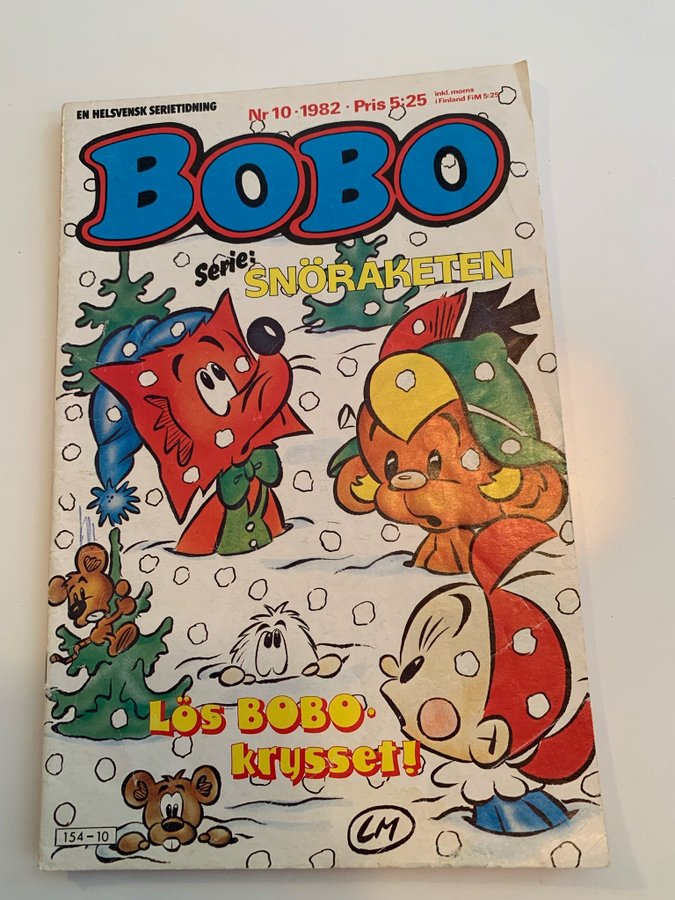 EN HELSVENSK SERIETIDNING
Nr 10 · 1982 · Pris 5:25
inkl. moms
i Finland FiM 5:25
BOBO
Serie:
SNÖRAKETEN
Lös BOBO-
krysset!
154-10
LM